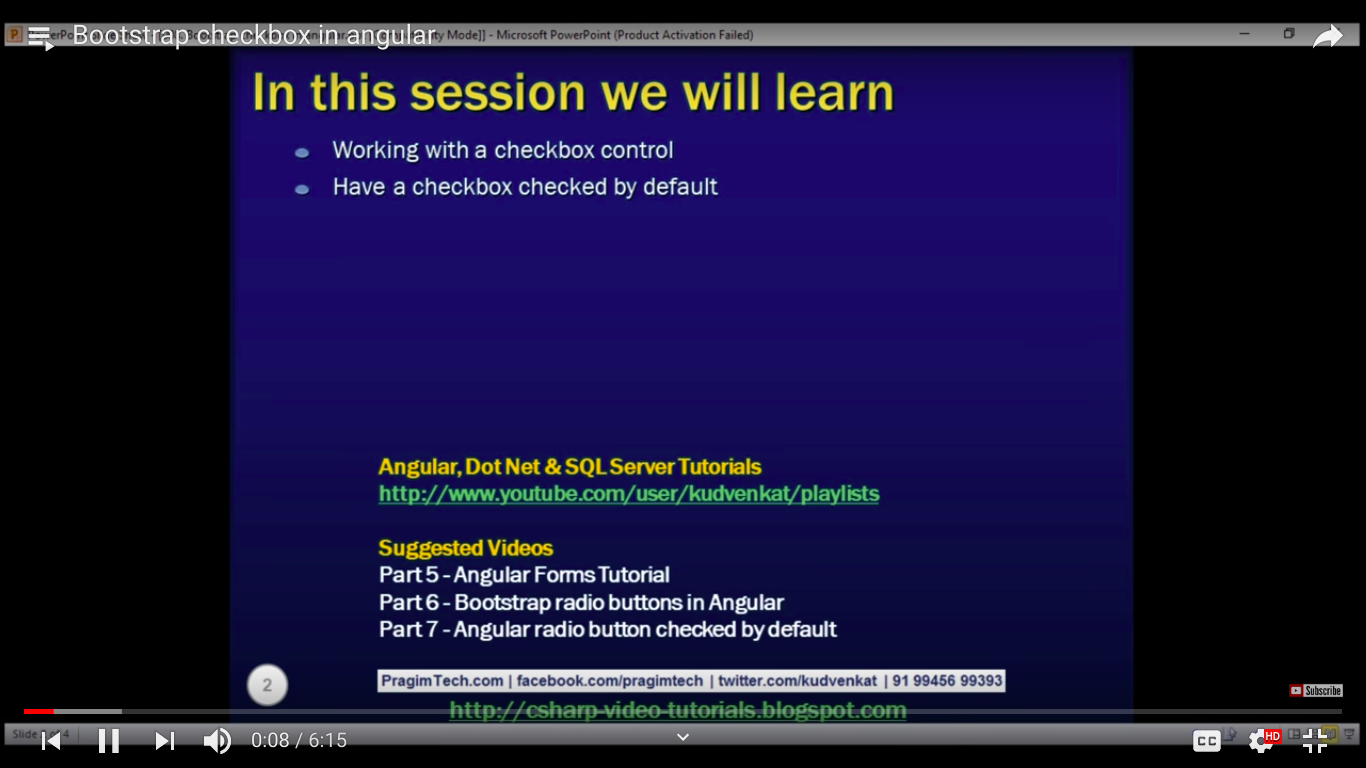 Bootstrap checkbox in angular
Mode]] - Microsoft PowerPoint (Product Activation Failed)
In this session we will learn
Working with a checkbox control
Have a checkbox checked by default
Angular, Dot Net & SQL Server Tutorials
http://www.youtube.com/user/kudvenkat/playlists
Suggested Videos
Part 5 - Angular Forms Tutorial
Part 6 - Bootstrap radio buttons in Angular
Part 7 - Angular radio button checked by default
2
PragimTech.com | facebook.com/pragimtech | twitter.com/kudvenkat | 91 99456 99393
Subscribe
http://csharp-video-tutorials.blogspot.com
Slide 4
0:08 / 6:15
CC
HD